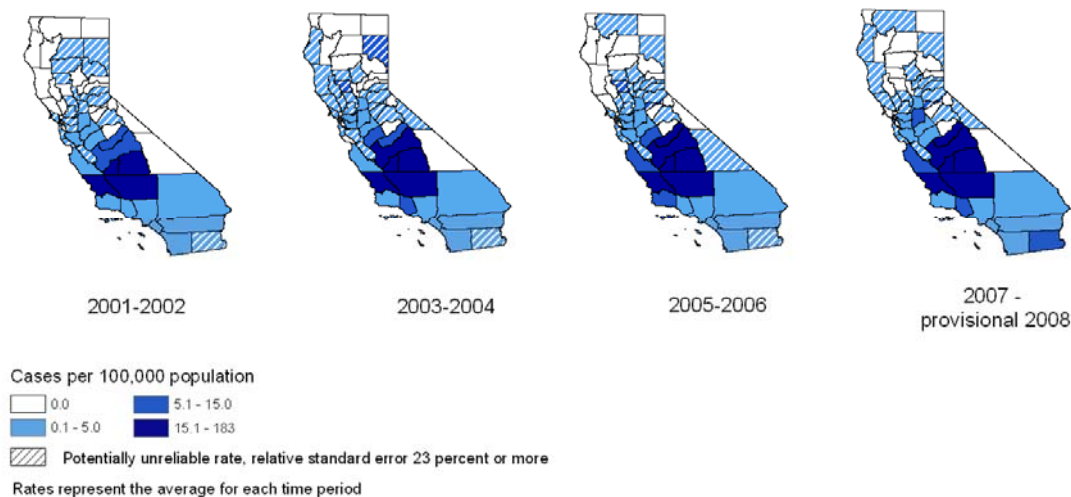 2001-2002
2003-2004
2005-2006
2007 -
provisional 2008
Cases per 100,000 population
0.0
5.1 - 15.0
0.1 - 5.0
15.1 - 183
Potentially unreliable rate, relative standard error 23 percent or more
Rates represent the average for each time period